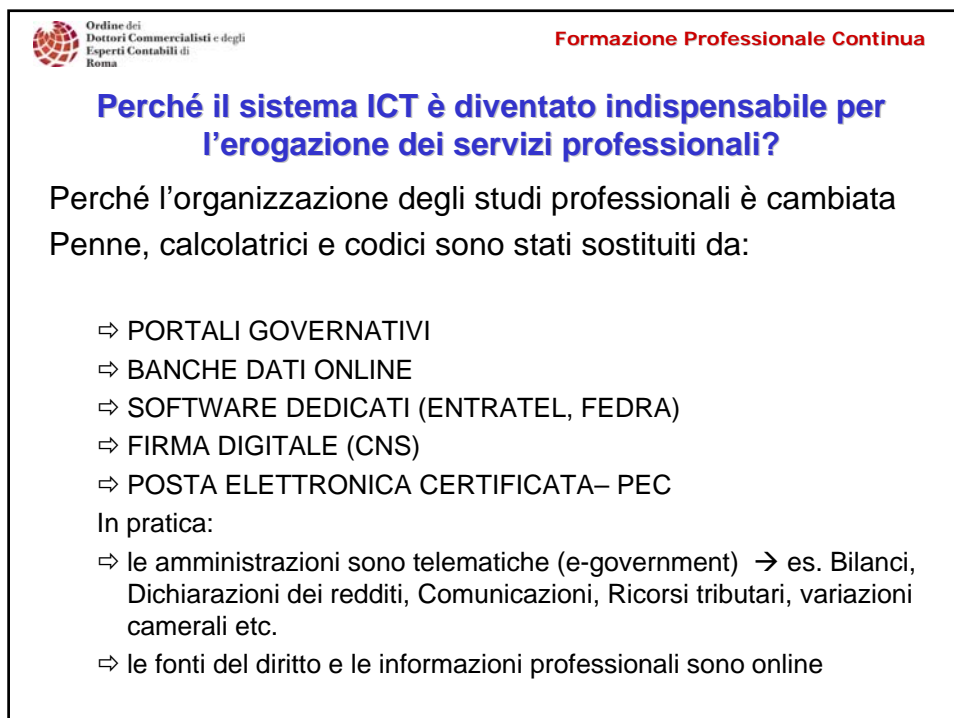 Ordine dei
Dottori Commercialisti e degli
Esperti Contabili di
Roma
Formazione Professionale Continua
Perché il sistema ICT è diventato indispensabile per
l'erogazione dei servizi professionali?
Perché l'organizzazione degli studi professionali è cambiata
Penne, calcolatrici e codici sono stati sostituiti da:
⇨ PORTALI GOVERNATIVI
⇨ BANCHE DATI ONLINE
⇨ SOFTWARE DEDICATI (ENTRATEL, FEDRA)
⇨ FIRMA DIGITALE (CNS)
⇨ POSTA ELETTRONICA CERTIFICATA– PEC
In pratica:
⇨ le amministrazioni sono telematiche (e-government) → es. Bilanci,
Dichiarazioni dei redditi, Comunicazioni, Ricorsi tributari, variazioni
camerali etc.
⇨ le fonti del diritto e le informazioni professionali sono online